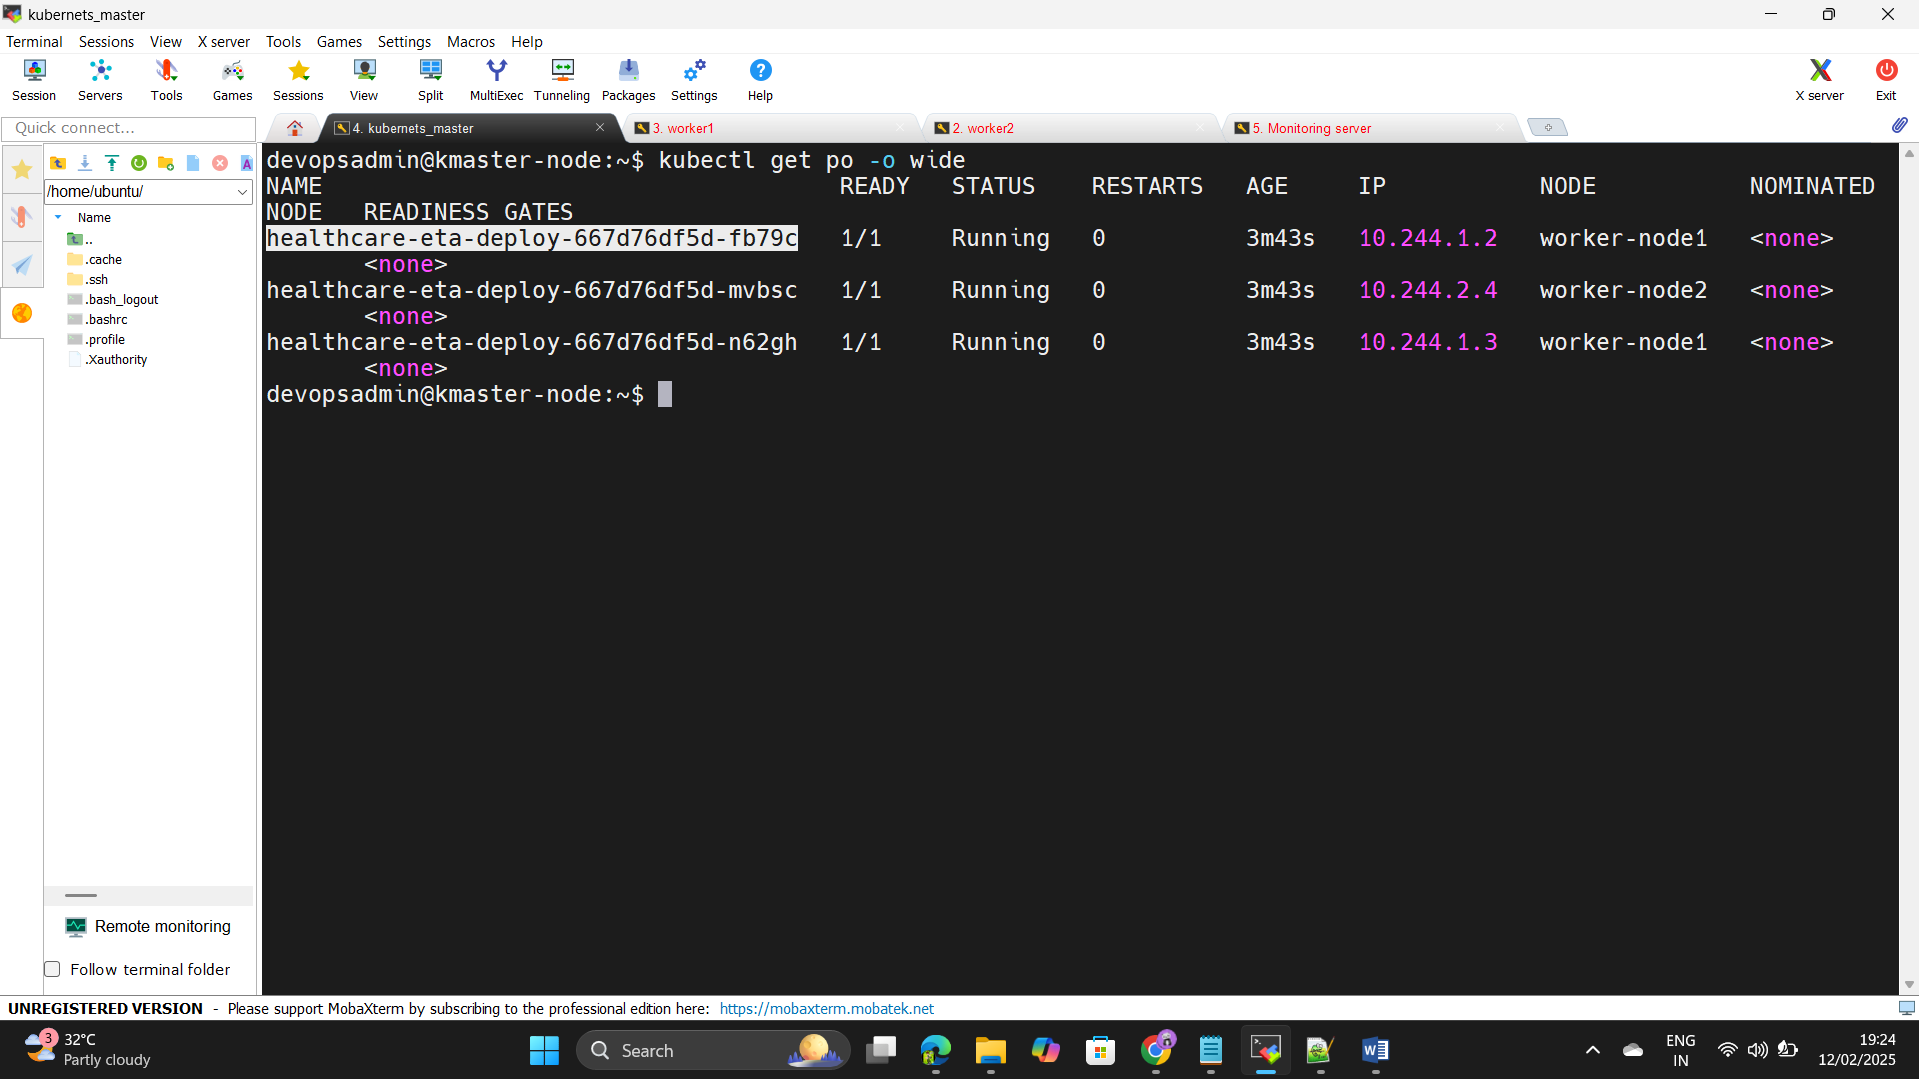 kubernets_master
Terminal Sessions View X server Tools Games Settings Macros Help
Session Servers Tools Games Sessions View Split MultiExec Tunneling Packages Settings Help X server Exit
Quick connect... 4. kubernets_master 3. worker1 2. worker2 5. Monitoring server
/home/ubuntu/
Name
..
.cache
.ssh
.bash_logout
.bashrc
.profile
.Xauthority
Remote monitoring
Follow terminal folder
devopsadmin@kmaster-node:~$ kubectl get po -o wide
NAME READY STATUS RESTARTS AGE IP NODE NOMINATED
NODE READINESS GATES
healthcare-eta-deploy-667d76df5d-fb79c 1/1 Running 0 3m43s 10.244.1.2 worker-node1 <none>
<none>
healthcare-eta-deploy-667d76df5d-mvbsc 1/1 Running 0 3m43s 10.244.2.4 worker-node2 <none>
<none>
healthcare-eta-deploy-667d76df5d-n62gh 1/1 Running 0 3m43s 10.244.1.3 worker-node1 <none>
<none>
devopsadmin@kmaster-node:~$
UNREGISTERED VERSION - Please support MobaXterm by subscribing to the professional edition here: https://mobaxterm.mobatek.net
3 32°C
Partly cloudy
Search
ENG
IN
19:24
12/02/2025